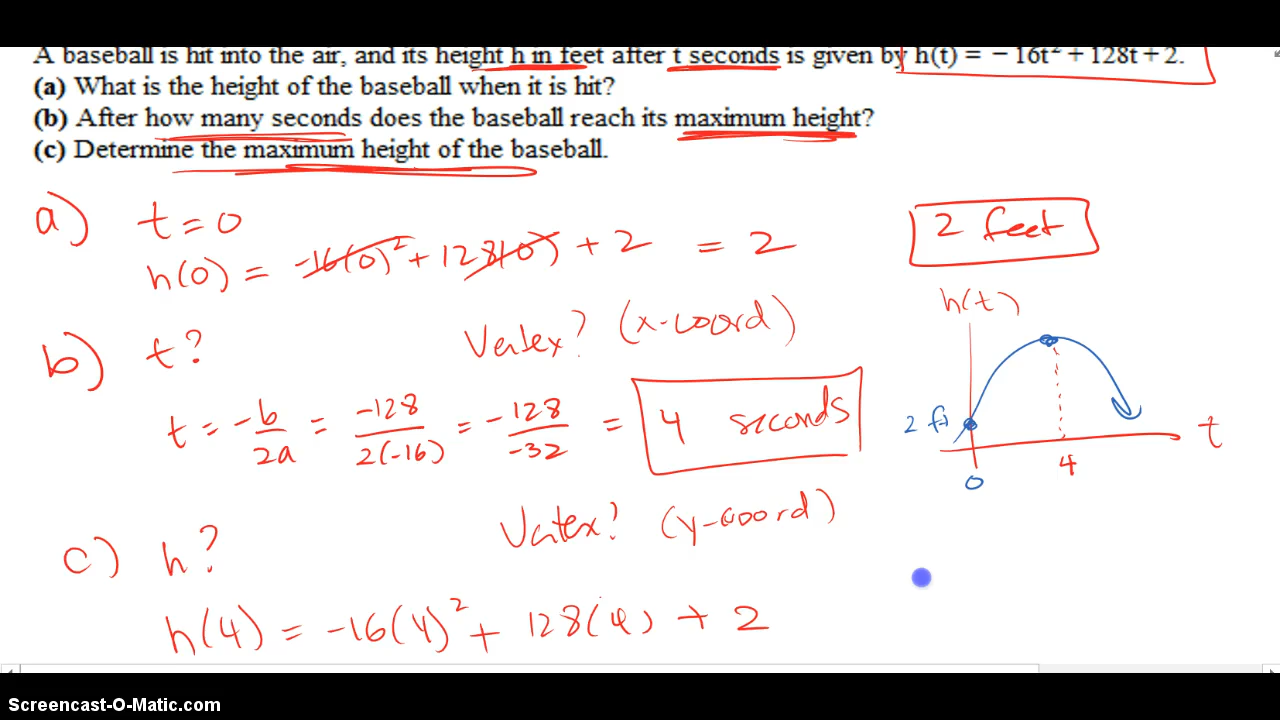 A baseball is hit into the air, and its height h in feet after t seconds is given by h(t) = − 16t² + 128t + 2.
(a) What is the height of the baseball when it is hit?
(b) After how many seconds does the baseball reach its maximum height?
(c) Determine the maximum height of the baseball.
a) t = 0
2 feet
h(0) = -16(0)² + 128(0) + 2 = 2
h(t)
b) t? Vertex? (x-coord)
t = -b/2a = -128/2(-16) = -128/-32 = 4 seconds
2 ft
t
4
0
c) h? Vertex? (y-coord)
h(4) = -16(4)² + 128(4) + 2
Screencast-O-Matic.com